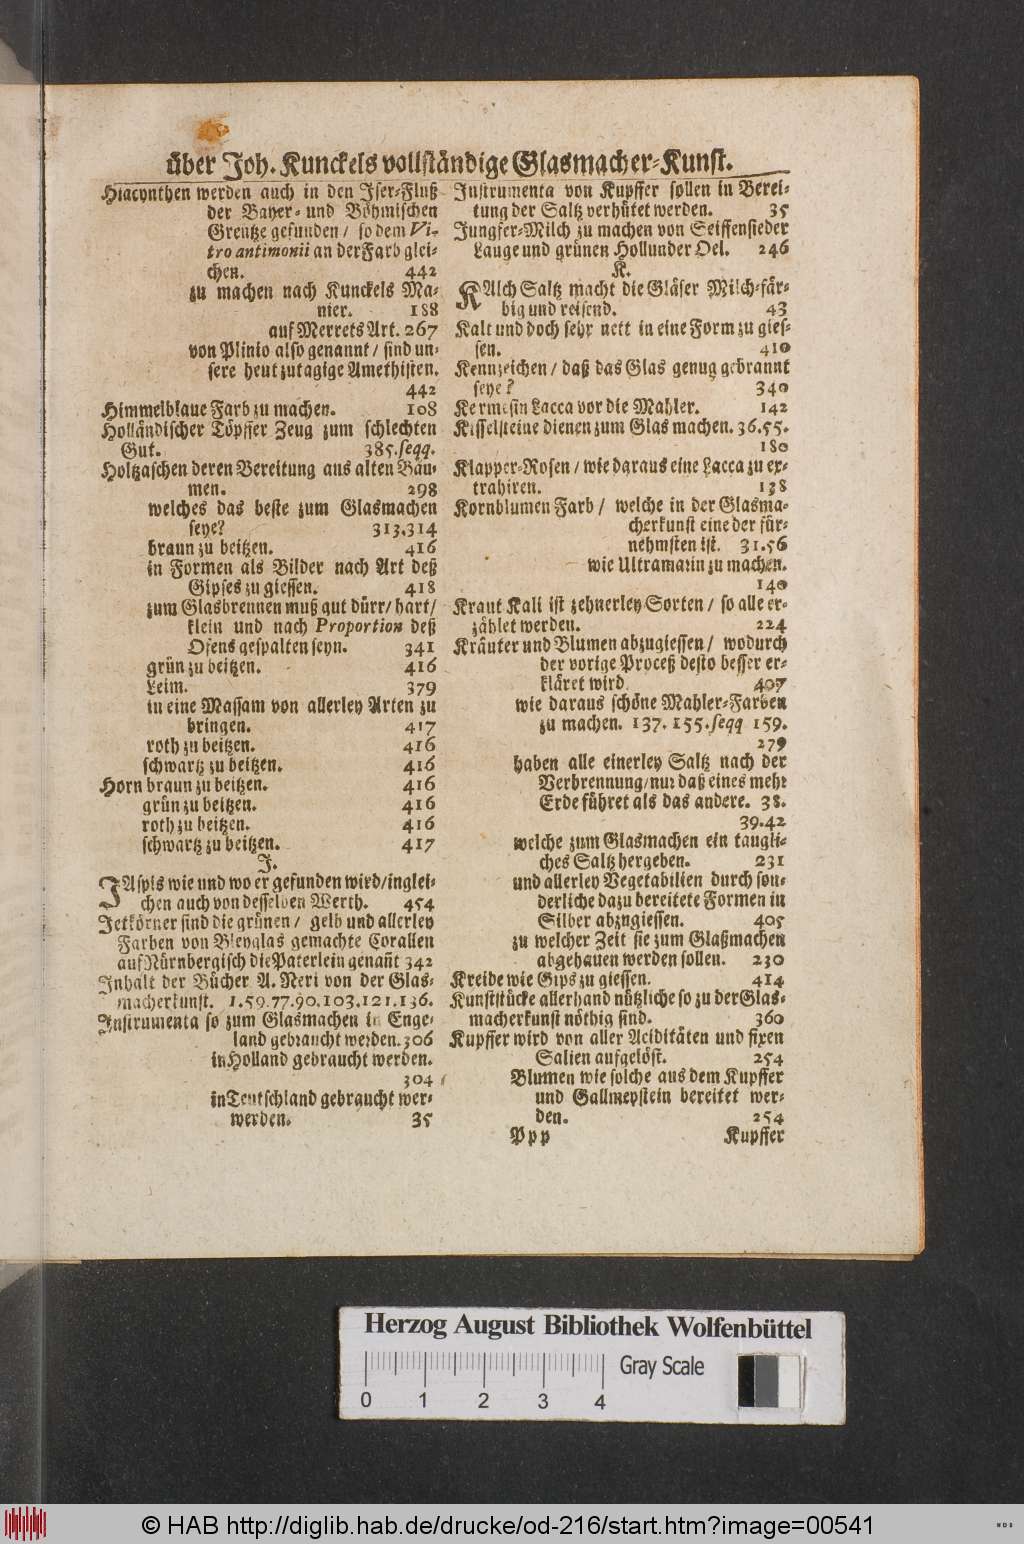 über Joh. Kunckels vollständige Glasmacher-Kunst.
Hiacynthen werden auch in den Iser-Fluß
der Bayer- und Böhmischen
Grentze gefunden / so dem Vi-
tro antimonii an der Farb glei-
chen. 442
zu machen nach Kunckels Ma-
nier. 188
auf Merrets Art. 267
von Plinio also genannt / sind un-
sere heut zutagige Amethisten.
442
Himmelblaue Farb zu machen. 108
Holländischer Töpffer Zeug zum schlechten
Gut. 385. seqq.
Holtzaschen deren Bereitung aus alten Bäu-
men. 298
welches das beste zum Glasmachen
seye? 313.314
braun zu beitzen. 416
in Formen als Bilder nach Art deß
Gipses zu giessen. 418
zum Glasbrennen muß gut dürr / hart /
klein und nach Proportion deß
Ofens gespalten seyn. 341
grün zu beitzen. 416
Leim. 379
in eine Massam von allerley Arten zu
bringen. 417
roth zu beitzen. 416
schwartz zu beitzen. 416
Horn braun zu beitzen. 416
grün zu beitzen. 416
roth zu beitzen. 416
schwartz zu beitzen. 417
J.
JAspis wie und wo er gefunden wird / inglei-
chen auch von desselben Werth. 454
Jetkörner sind die grünen / gelb und allerley
Farben von Bleyglas gemachte Corallen
auf Nürnbergisch die Paterlein genañt 342
Inhalt der Bücher A. Neri von der Glas-
macherkunst. 1.59.77.90.103.121.136.
Instrumenta so zum Glasmachen in Enge-
land gebraucht werden. 306
in Holland gebraucht werden.
304
in Teutschland gebraucht wer-
werden. 35
Instrumenta von Kupffer sollen in Berei-
tung der Saltz verhütet werden. 35
Jungfer-Milch zu machen von Seiffensieder
Lauge und grünen Hollunder Oel. 246
K.
KAlch Saltz macht die Gläser Milch-fär-
big und reisend. 43
Kalt und doch sehr nett in eine Form zu gies-
sen. 410
Kennzeichen / daß das Glas genug gebrannt
seye? 340
Kermesin Lacca vor die Mahler. 142
Kisselsteine dienen zum Glas machen. 36.55.
180
Klapper-Rosen / wie daraus eine Lacca zu ex-
trahiren. 138
Kornblumen Farb / welche in der Glasma-
cherkunst eine der für-
nehmsten ist. 31.56
wie Ultramarin zu machen.
140
Kraut Kali ist zehnerley Sorten / so alle er-
zählet werden. 224
Kräuter und Blumen abzugiessen / wodurch
der vorige Proceß desto besser er-
kläret wird 407
wie daraus schöne Mahler-Farben
zu machen. 137. 155. seqq 159.
279
haben alle einerley Saltz nach der
Verbrennung / nur daß eines mehr
Erde führet als das andere. 38.
39.42
welche zum Glasmachen ein taugli-
ches Saltz hergeben. 231
und allerley Vegetabilien durch son-
derliche dazu bereitete Formen in
Silber abzugiessen. 405
zu welcher Zeit sie zum Glaßmachen
abgehauen werden sollen. 230
Kreide wie Gips zu giessen. 414
Kunststücke allerhand nützliche so zu der Glas-
macherkunst nöthig sind. 360
Kupffer wird von aller Aciditäten und fixen
Salien aufgelöst. 254
Blumen wie solche aus dem Kupffer
und Gallmeystein bereitet wer-
den. 254
Ppp Kupffer
Herzog August Bibliothek Wolfenbüttel
Gray Scale
0 1 2 3 4
© HAB http://diglib.hab.de/drucke/od-216/start.htm?image=00541